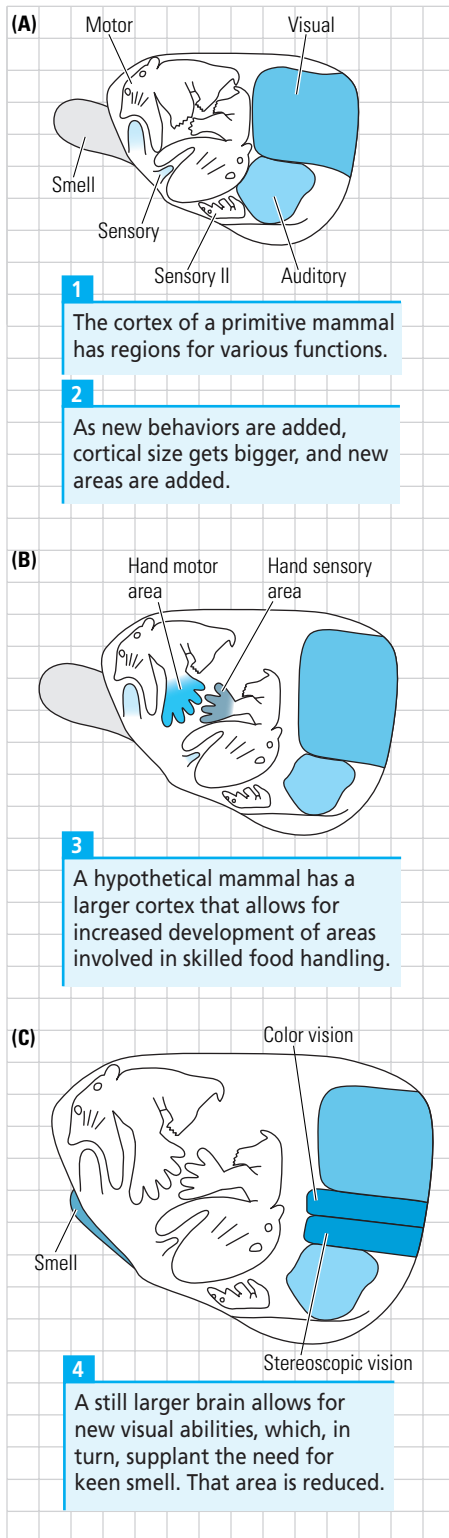 (A)
Motor
Visual
Smell
Sensory
Sensory II
Auditory
1
The cortex of a primitive mammal
has regions for various functions.
2
As new behaviors are added,
cortical size gets bigger, and new
areas are added.
(B)
Hand motor
area
Hand sensory
area
3
A hypothetical mammal has a
larger cortex that allows for
increased development of areas
involved in skilled food handling.
(C)
Color vision
Smell
Stereoscopic vision
4
A still larger brain allows for
new visual abilities, which, in
turn, supplant the need for
keen smell. That area is reduced.